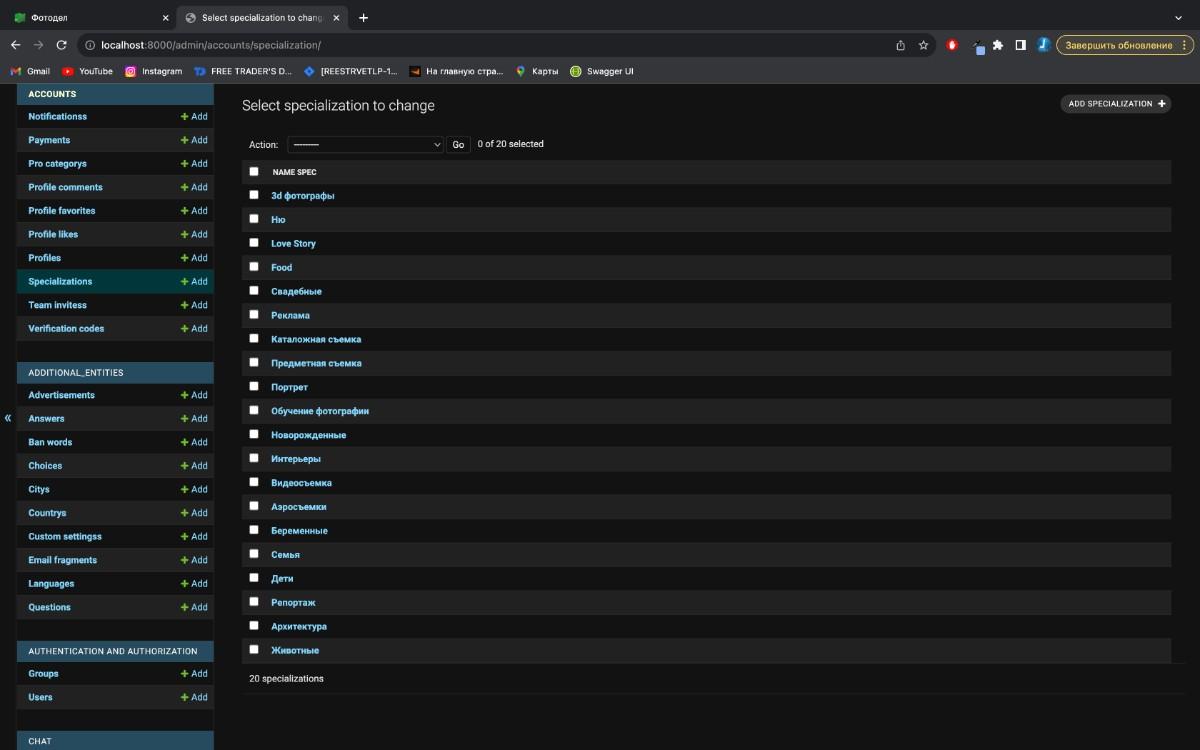 Фотодел
Select specialization to chang
localhost:8000/admin/accounts/specialization/
Завершить обновление
Gmail
YouTube
Instagram
FREE TRADER'S D...
[REESTRVETLP-1...
На главную стра...
Карты
Swagger UI
ACCOUNTS
Notificationss + Add
Payments + Add
Pro categorys + Add
Profile comments + Add
Profile favorites + Add
Profile likes + Add
Profiles + Add
Specializations + Add
Team invitess + Add
Verification codes + Add
ADDITIONAL_ENTITIES
Advertisements + Add
Answers + Add
Ban words + Add
Choices + Add
Citys + Add
Countrys + Add
Custom settingss + Add
Email fragments + Add
Languages + Add
Questions + Add
AUTHENTICATION AND AUTHORIZATION
Groups + Add
Users + Add
CHAT
«
Select specialization to change
ADD SPECIALIZATION +
Action: --------- Go 0 of 20 selected
NAME SPEC
3d фотографы
Ню
Love Story
Food
Свадебные
Реклама
Каталожная съемка
Предметная съемка
Портрет
Обучение фотографии
Новорожденные
Интерьеры
Видеосъемка
Аэросъемки
Беременные
Семья
Дети
Репортаж
Архитектура
Животные
20 specializations